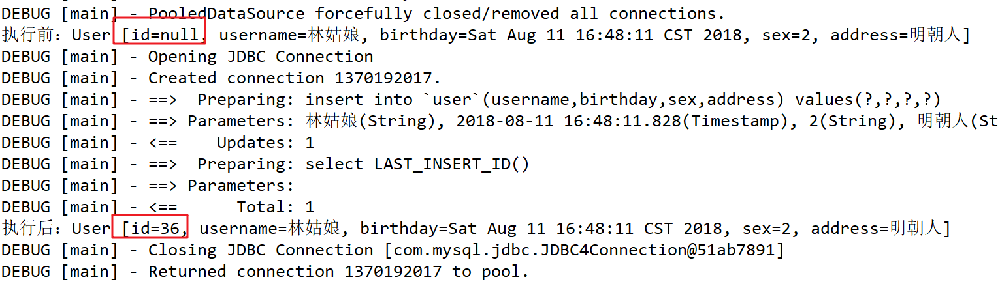 DEBUG [main] - PooledDataSource forcefully closed/removed all connections.
执行前：User [id=null, username=林姑娘, birthday=Sat Aug 11 16:48:11 CST 2018, sex=2, address=明朝人]
DEBUG [main] - Opening JDBC Connection
DEBUG [main] - Created connection 1370192017.
DEBUG [main] - ==>  Preparing: insert into `user`(username,birthday,sex,address) values(?,?,?,?)
DEBUG [main] - ==> Parameters: 林姑娘(String), 2018-08-11 16:48:11.828(Timestamp), 2(String), 明朝人(St
DEBUG [main] - <==    Updates: 1
DEBUG [main] - ==>  Preparing: select LAST_INSERT_ID()
DEBUG [main] - ==> Parameters:
DEBUG [main] - <==      Total: 1
执行后：User [id=36, username=林姑娘, birthday=Sat Aug 11 16:48:11 CST 2018, sex=2, address=明朝人]
DEBUG [main] - Closing JDBC Connection [com.mysql.jdbc.JDBC4Connection@51ab7891]
DEBUG [main] - Returned connection 1370192017 to pool.